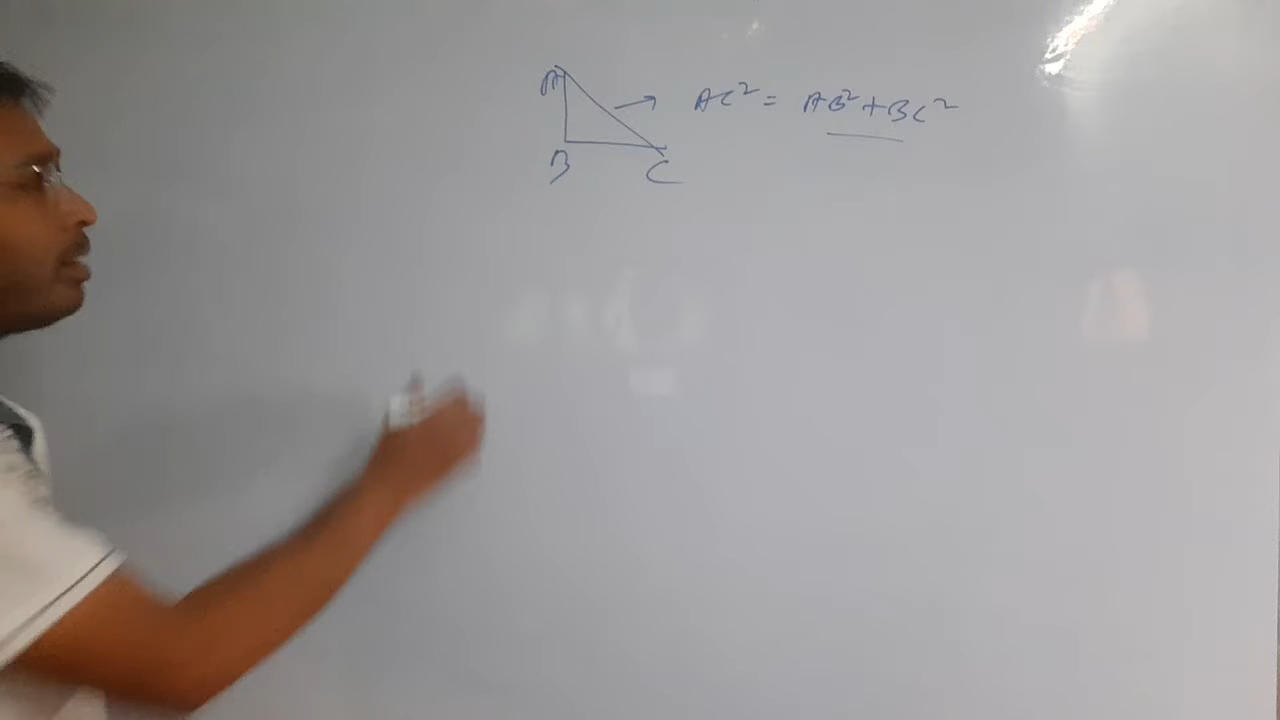 A
AC² = AB² + BC²
B C